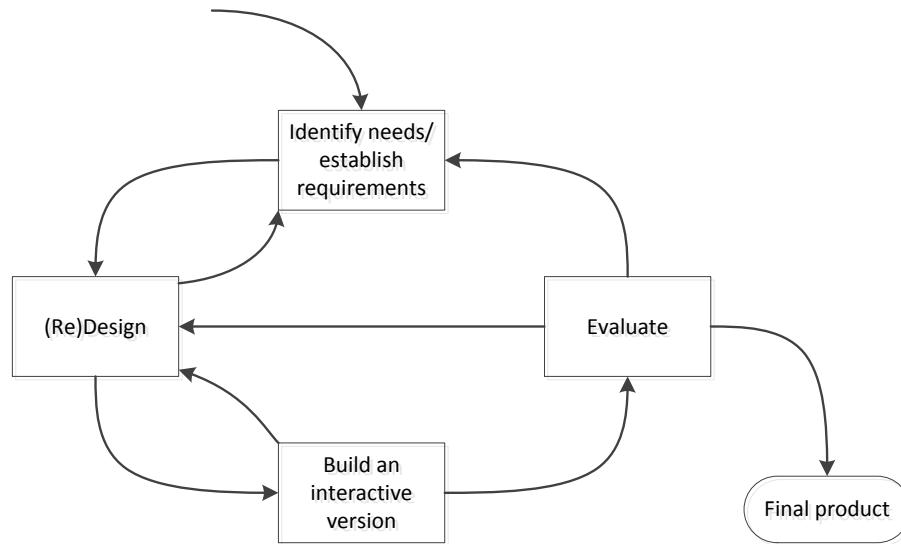 Identify needs/
establish
requirements
(Re)Design
Evaluate
Build an
interactive
version
Final product